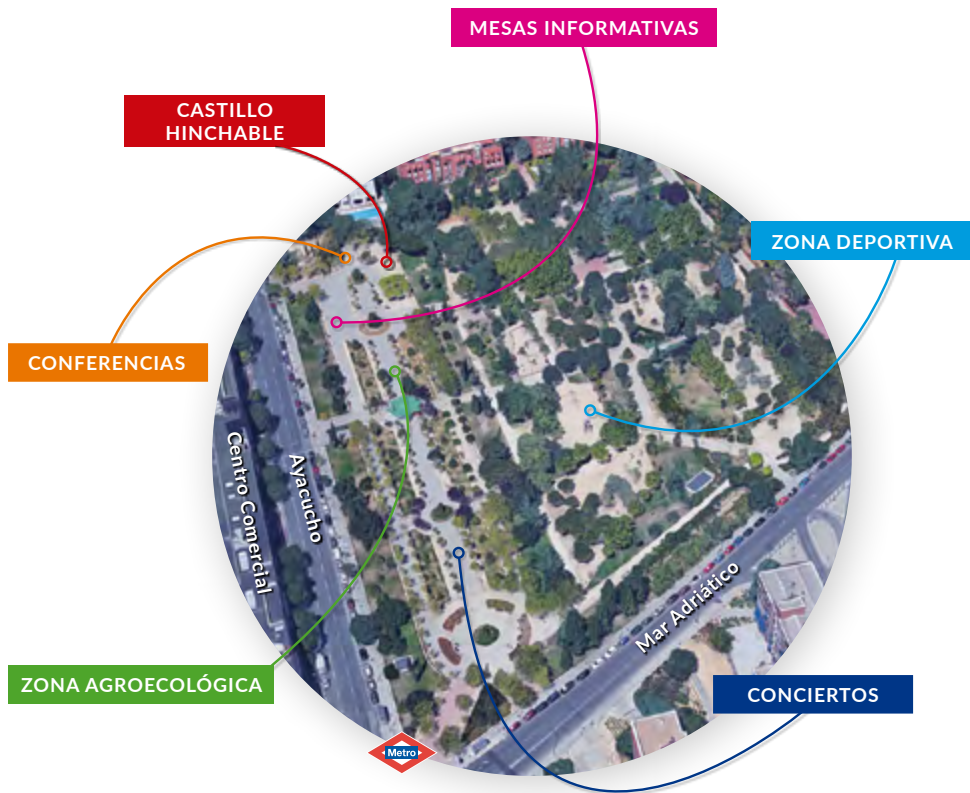 MESAS INFORMATIVAS
CASTILLO
HINCHABLE
ZONA DEPORTIVA
CONFERENCIAS
Centro Comercial
Ayacucho
Mar Adriático
ZONA AGROECOLÓGICA
CONCIERTOS
Metro